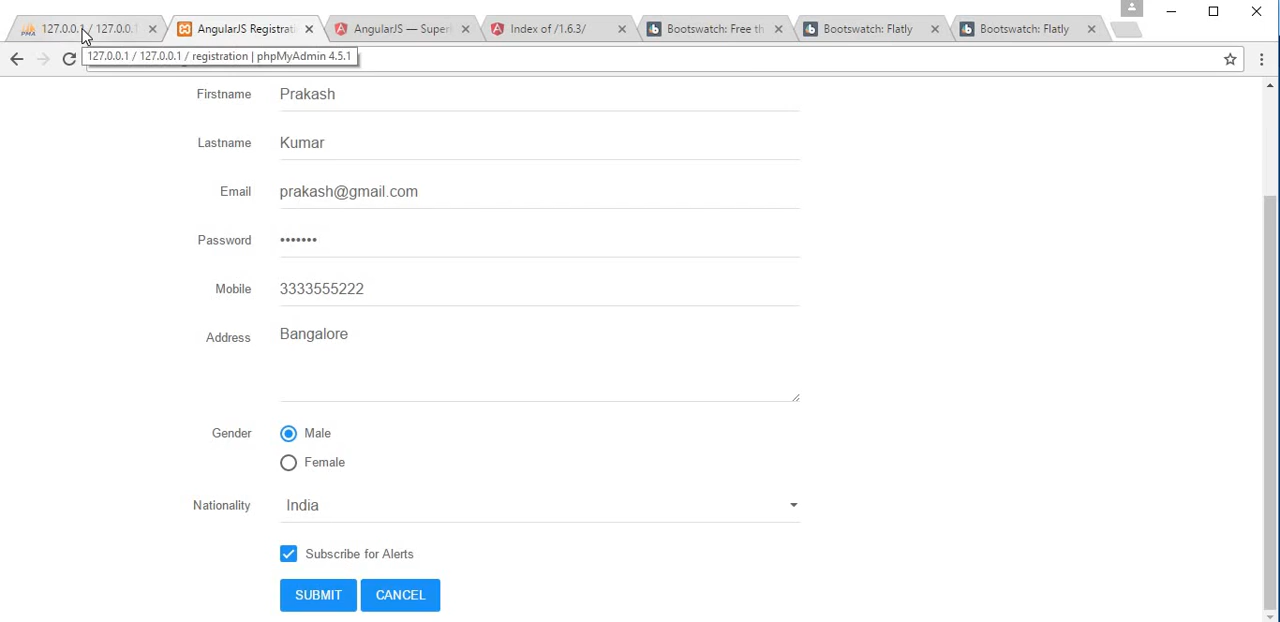 127.0.0.1 / 127.0.0.1
AngularJS Registrati
AngularJS — Super
Index of /1.6.3/
Bootswatch: Free th
Bootswatch: Flatly
Bootswatch: Flatly
127.0.0.1 / 127.0.0.1 / registration | phpMyAdmin 4.5.1
Firstname Prakash
Lastname Kumar
Email prakash@gmail.com
Password •••••••
Mobile 3333555222
Address Bangalore
Gender Male
Female
Nationality India
Subscribe for Alerts
SUBMIT CANCEL